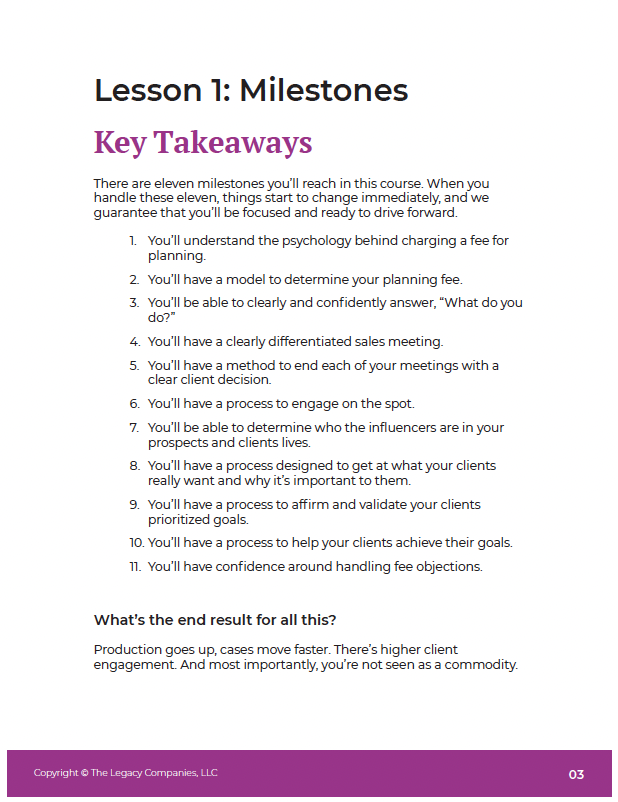 Lesson 1: Milestones
Key Takeaways
There are eleven milestones you’ll reach in this course. When you
handle these eleven, things start to change immediately, and we
guarantee that you’ll be focused and ready to drive forward.
1. You’ll understand the psychology behind charging a fee for
planning.
2. You’ll have a model to determine your planning fee.
3. You’ll be able to clearly and confidently answer, “What do you
do?”
4. You’ll have a clearly differentiated sales meeting.
5. You’ll have a method to end each of your meetings with a
clear client decision.
6. You’ll have a process to engage on the spot.
7. You’ll be able to determine who the influencers are in your
prospects and clients lives.
8. You’ll have a process designed to get at what your clients
really want and why it’s important to them.
9. You’ll have a process to affirm and validate your clients
prioritized goals.
10. You’ll have a process to help your clients achieve their goals.
11. You’ll have confidence around handling fee objections.
What’s the end result for all this?
Production goes up, cases move faster. There’s higher client
engagement. And most importantly, you’re not seen as a commodity.
Copyright © The Legacy Companies, LLC
03